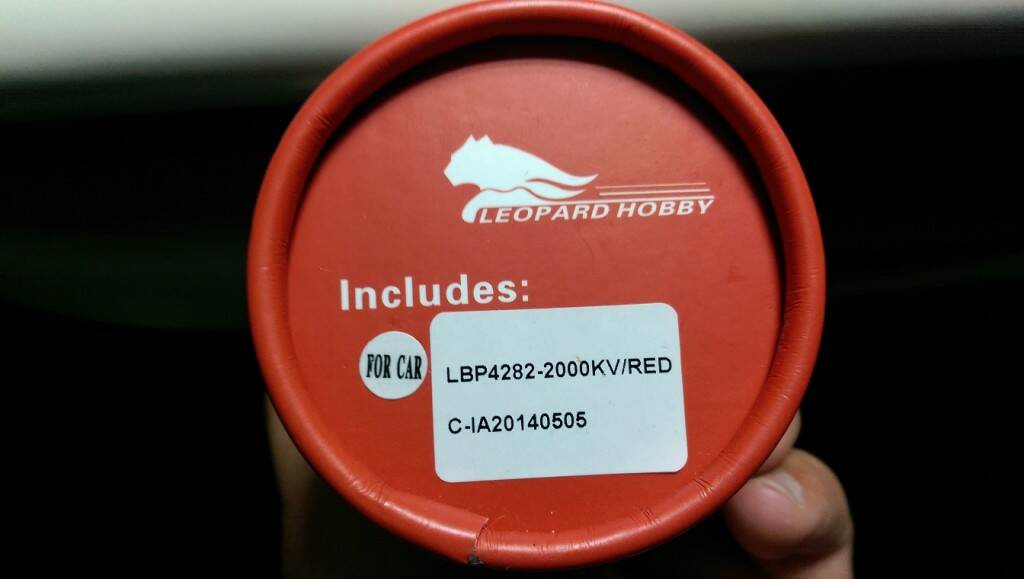 LEOPARD HOBBY
Includes:
FOR CAR
LBP4282-2000KV/RED
C-IA20140505